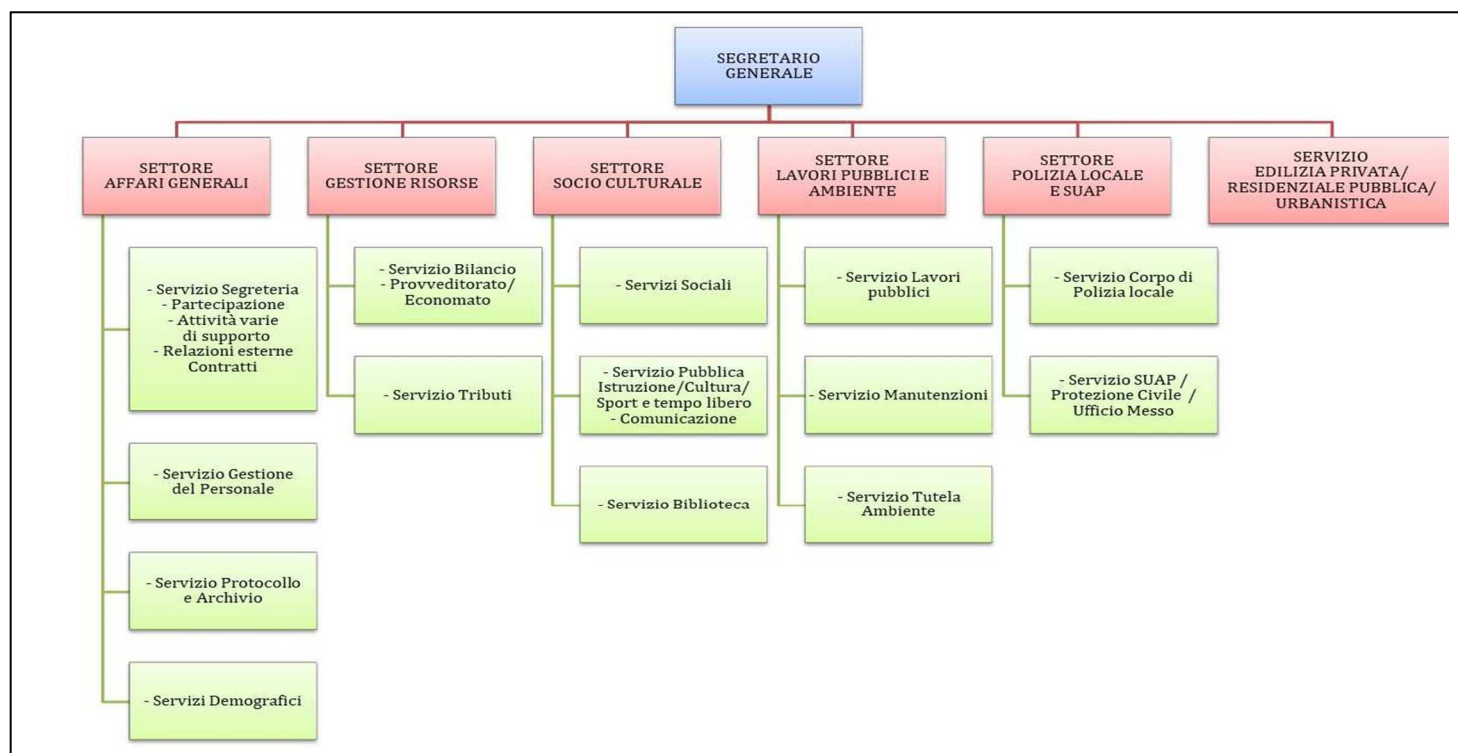 SEGRETARIO
GENERALE
SETTORE
AFFARI GENERALI
SETTORE
GESTIONE RISORSE
SETTORE
SOCIO CULTURALE
SETTORE
LAVORI PUBBLICI E
AMBIENTE
SETTORE
POLIZIA LOCALE
E SUAP
SERVIZIO
EDILIZIA PRIVATA/
RESIDENZIALE PUBBLICA/
URBANISTICA
- Servizio Segreteria
- Partecipazione
- Attività varie
di supporto
- Relazioni esterne
Contratti
- Servizio Gestione
del Personale
- Servizio Protocollo
e Archivio
- Servizi Demografici
- Servizio Bilancio
- Provveditorato/
Economato
- Servizio Tributi
- Servizi Sociali
- Servizio Pubblica
Istruzione/Cultura/
Sport e tempo libero
- Comunicazione
- Servizio Biblioteca
- Servizio Lavori
pubblici
- Servizio Manutenzioni
- Servizio Tutela
Ambiente
- Servizio Corpo di
Polizia locale
- Servizio SUAP /
Protezione Civile /
Ufficio Messo